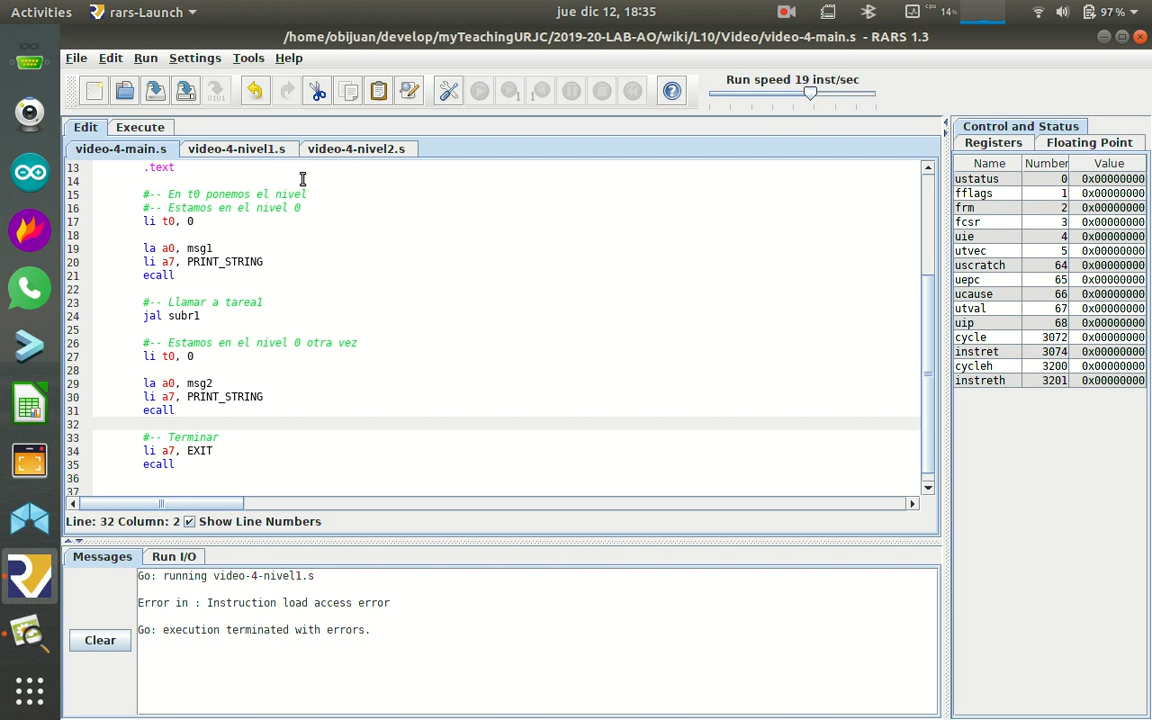 Activities rars-Launch jue dic 12, 18:35 cpu 14% 97%
/home/obijuan/develop/myTeachingURJC/2019-20-LAB-AO/wiki/L10/Video/video-4-main.s - RARS 1.3
File Edit Run Settings Tools Help
Run speed 19 inst/sec
Edit Execute
video-4-main.s video-4-nivel1.s video-4-nivel2.s
13 .text
14
15 #-- En t0 ponemos el nivel
16 #-- Estamos en el nivel 0
17 li t0, 0
18
19 la a0, msg1
20 li a7, PRINT_STRING
21 ecall
22
23 #-- Llamar a tarea1
24 jal subr1
25
26 #-- Estamos en el nivel 0 otra vez
27 li t0, 0
28
29 la a0, msg2
30 li a7, PRINT_STRING
31 ecall
32
33 #-- Terminar
34 li a7, EXIT
35 ecall
36
37
Line: 32 Column: 2 Show Line Numbers
Messages Run I/O
Go: running video-4-nivel1.s
Error in : Instruction load access error
Go: execution terminated with errors.
Clear
Control and Status
Registers Floating Point
Name Number Value
ustatus 0 0x00000000
fflags 1 0x00000000
frm 2 0x00000000
fcsr 3 0x00000000
uie 4 0x00000000
utvec 5 0x00000000
uscratch 64 0x00000000
uepc 65 0x00000000
ucause 66 0x00000000
utval 67 0x00000000
uip 68 0x00000000
cycle 3072 0x00000000
instret 3074 0x00000000
cycleh 3200 0x00000000
instreth 3201 0x00000000